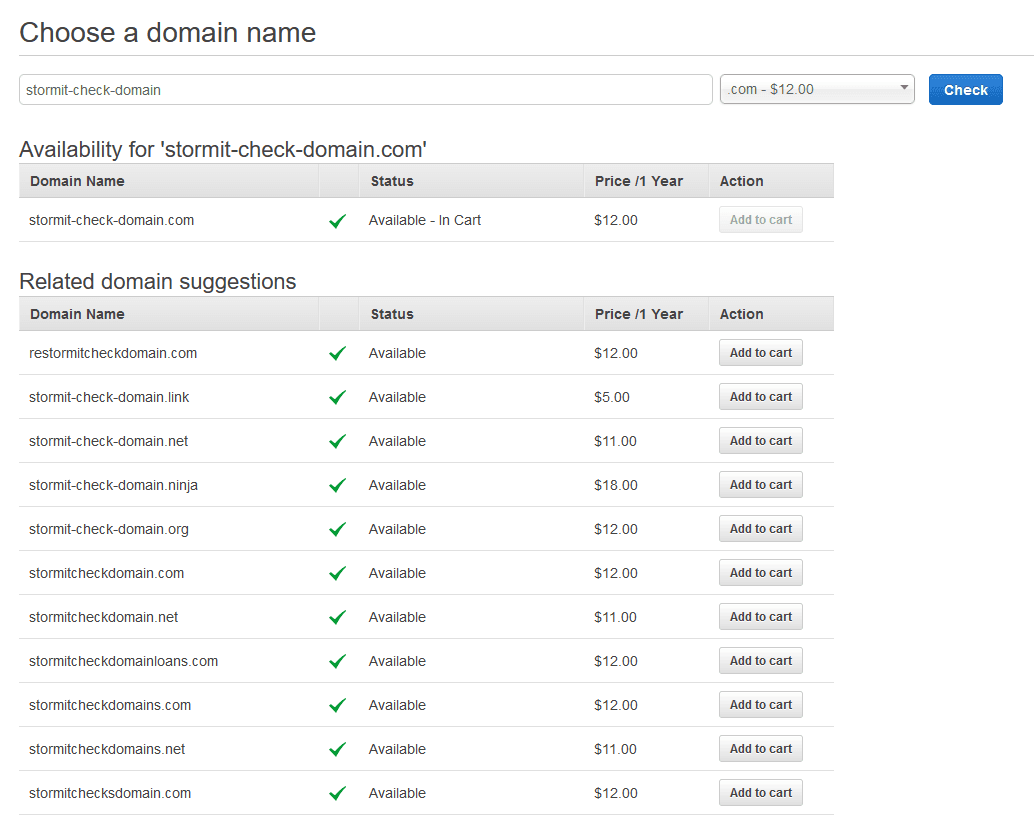 Choose a domain name
stormit-check-domain .com - $12.00 Check
Availability for 'stormit-check-domain.com'
Domain Name Status Price /1 Year Action
stormit-check-domain.com Available - In Cart $12.00 Add to cart
Related domain suggestions
Domain Name Status Price /1 Year Action
restormitcheckdomain.com Available $12.00 Add to cart
stormit-check-domain.link Available $5.00 Add to cart
stormit-check-domain.net Available $11.00 Add to cart
stormit-check-domain.ninja Available $18.00 Add to cart
stormit-check-domain.org Available $12.00 Add to cart
stormitcheckdomain.com Available $12.00 Add to cart
stormitcheckdomain.net Available $11.00 Add to cart
stormitcheckdomainloans.com Available $12.00 Add to cart
stormitcheckdomains.com Available $12.00 Add to cart
stormitcheckdomains.net Available $11.00 Add to cart
stormitchecksdomain.com Available $12.00 Add to cart